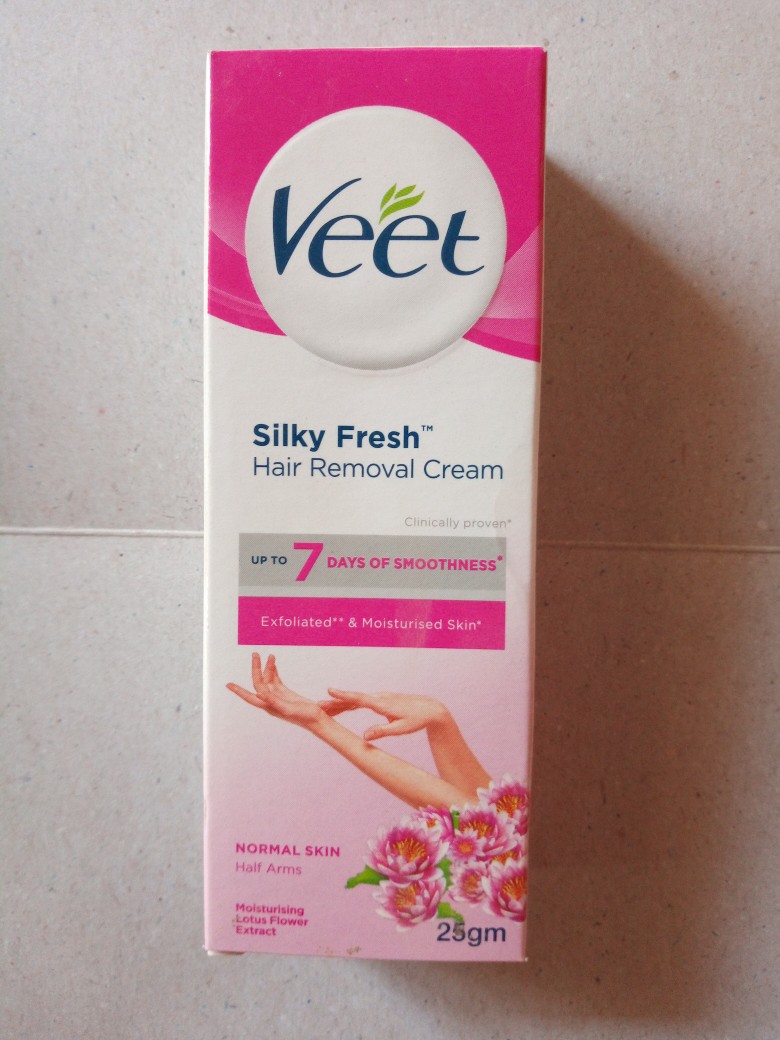 Veet
Silky Fresh™
Hair Removal Cream
Clinically proven*
UP TO 7 DAYS OF SMOOTHNESS*
Exfoliated** & Moisturised Skin*
NORMAL SKIN
Half Arms
Moisturising
Lotus Flower
Extract
25gm